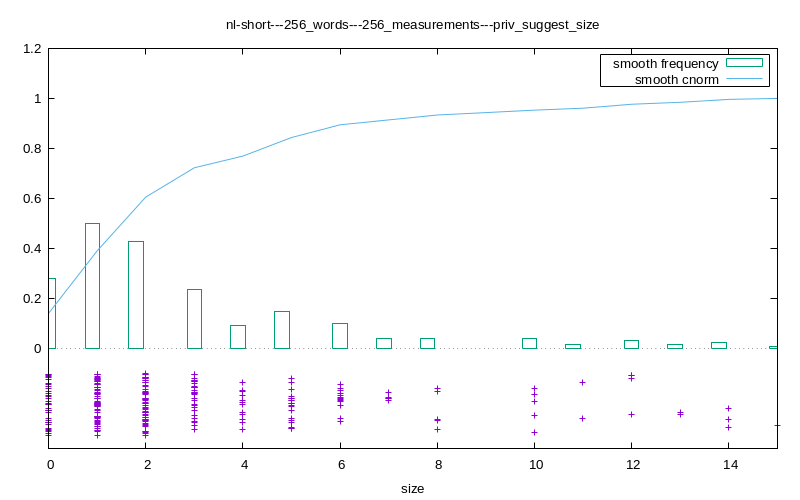 nl-short---256_words---256_measurements---priv_suggest_size
1.2
smooth frequency
smooth cnorm
1
0.8
0.6
0.4
0.2
0
0 2 4 6 8 10 12 14
size